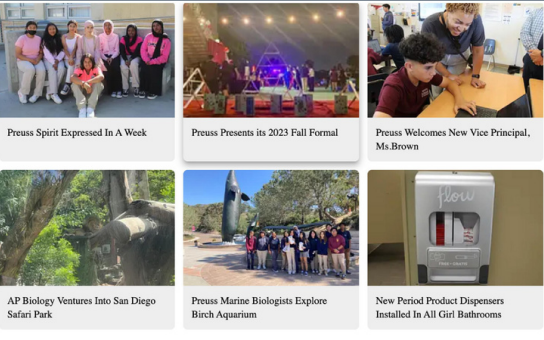 Preuss Spirit Expressed In A Week
Preuss Presents its 2023 Fall Formal
Preuss Welcomes New Vice Principal,
Ms.Brown
AP Biology Ventures Into San Diego
Safari Park
Preuss Marine Biologists Explore
Birch Aquarium
flow
New Period Product Dispensers
Installed In All Girl Bathrooms